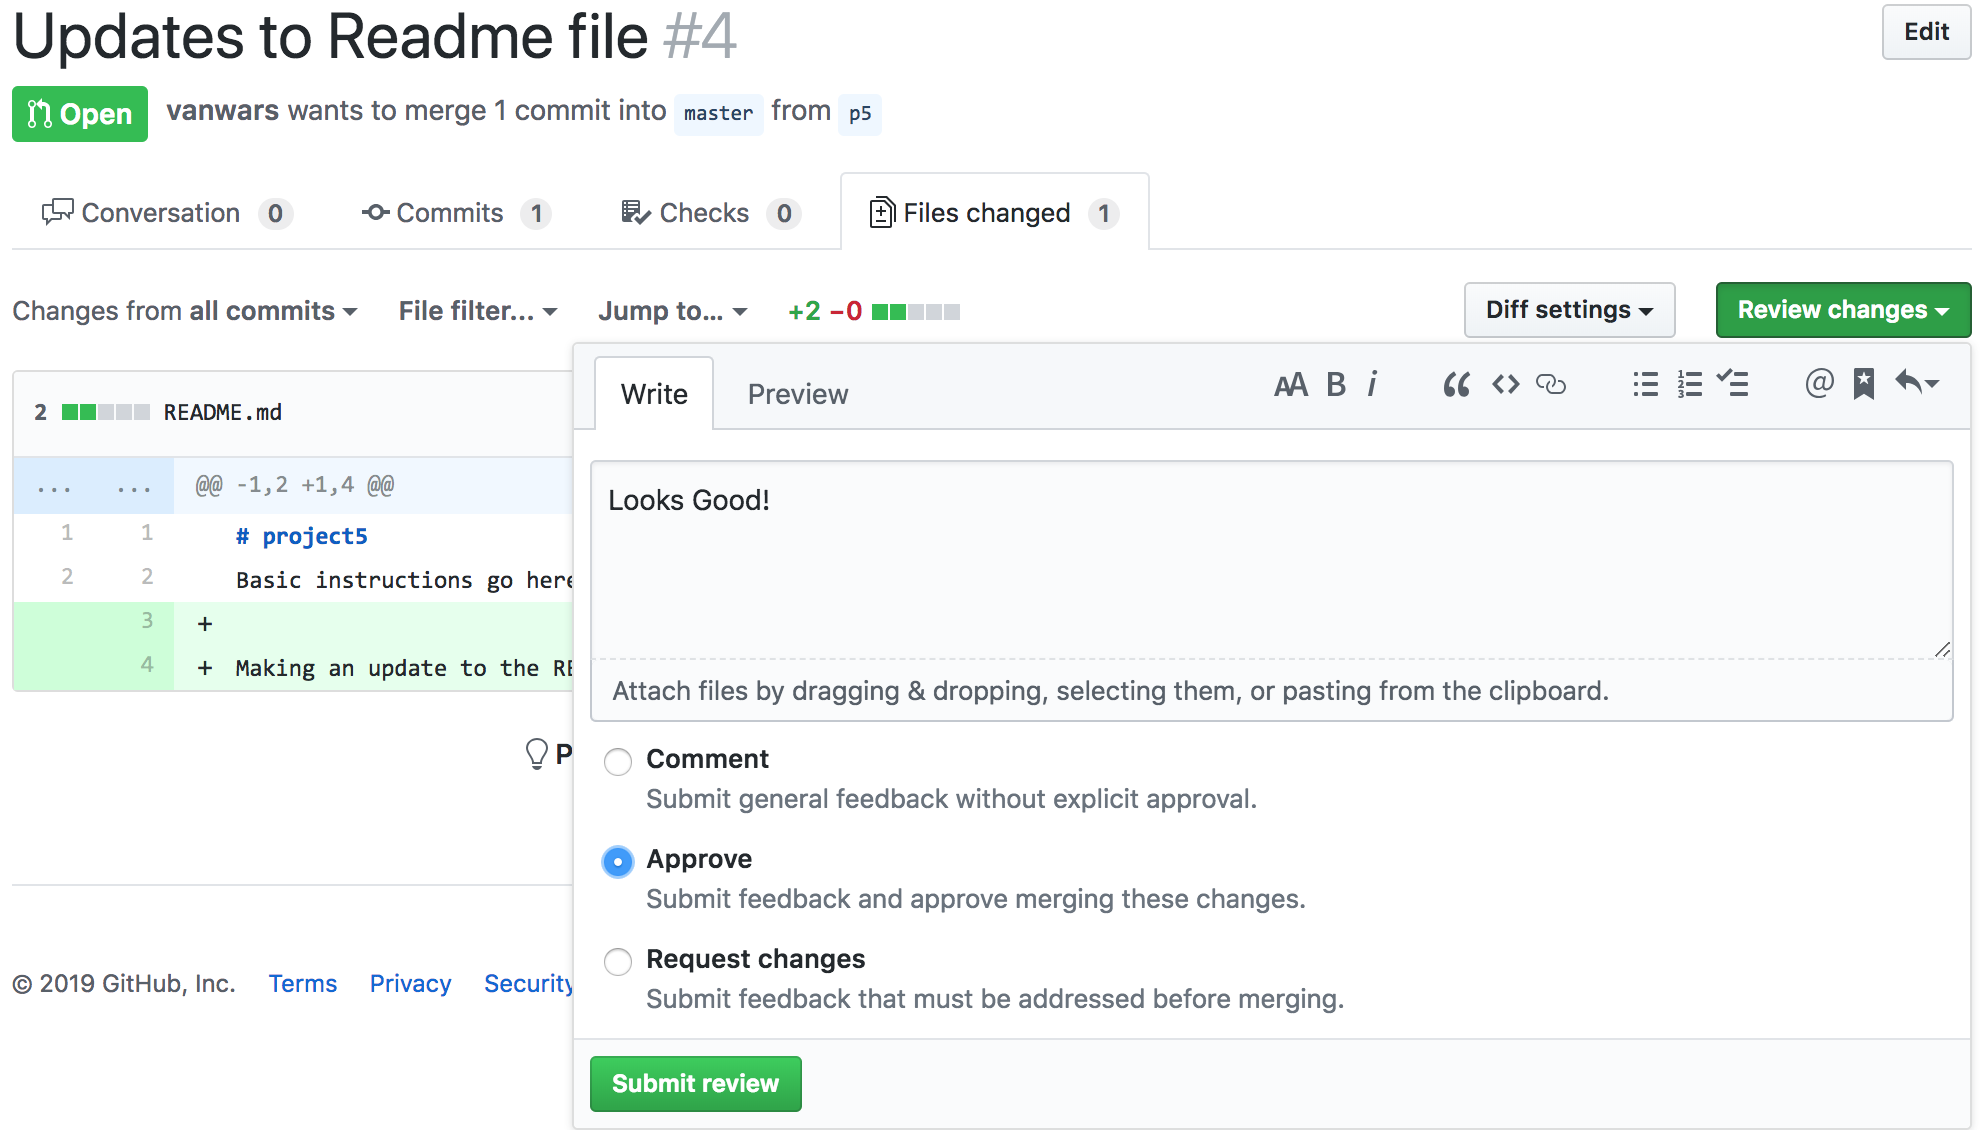 Updates to Readme file #4
Edit
Open vanwars wants to merge 1 commit into master from p5
Conversation 0 Commits 1 Checks 0 Files changed 1
Changes from all commits File filter... Jump to... +2 −0 Diff settings Review changes
Write Preview AA B i “ <> @
2 README.md
... ... @@ -1,2 +1,4 @@
1 1 # project5
2 2 Basic instructions go here
3 +
4 + Making an update to the RE
Looks Good!
Attach files by dragging & dropping, selecting them, or pasting from the clipboard.
P
Comment
Submit general feedback without explicit approval.
Approve
Submit feedback and approve merging these changes.
Request changes
Submit feedback that must be addressed before merging.
© 2019 GitHub, Inc. Terms Privacy Security
Submit review